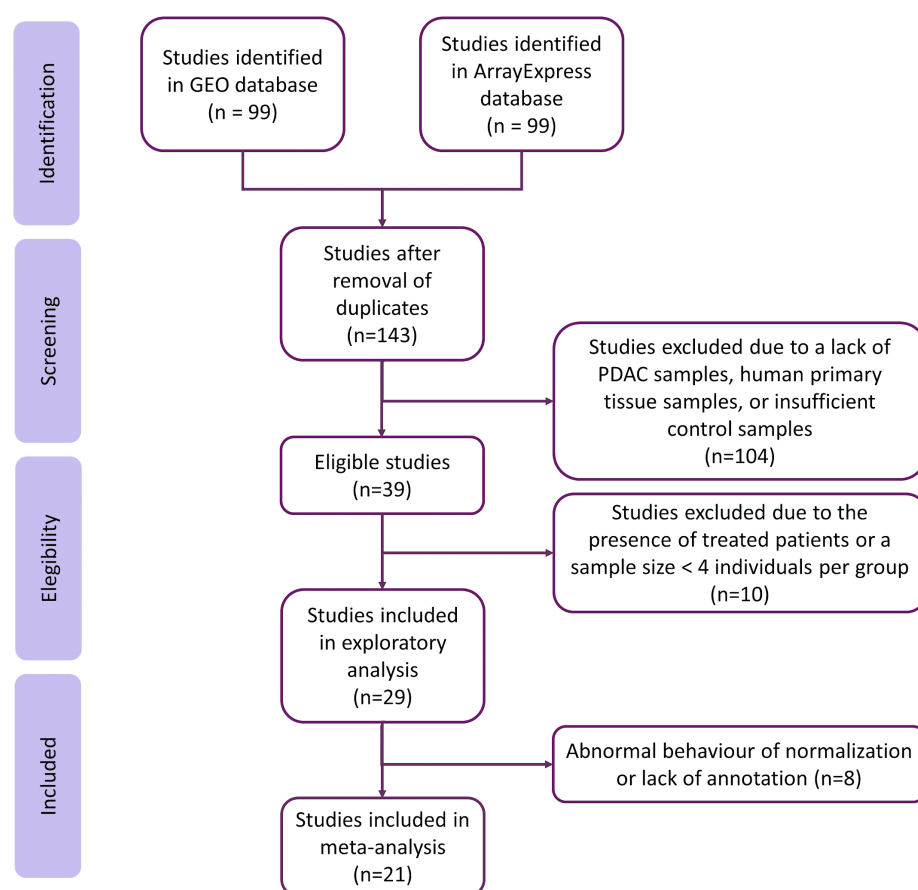 Identification
Studies identified
in GEO database
(n = 99)
Studies identified
in ArrayExpress
database
(n = 99)
Screening
Studies after
removal of
duplicates
(n=143)
Studies excluded due to a lack of
PDAC samples, human primary
tissue samples, or insufficient
control samples
(n=104)
Elegibility
Eligible studies
(n=39)
Studies excluded due to the
presence of treated patients or a
sample size < 4 individuals per group
(n=10)
Studies included
in exploratory
analysis
(n=29)
Included
Abnormal behaviour of normalization
or lack of annotation (n=8)
Studies included in
meta-analysis
(n=21)